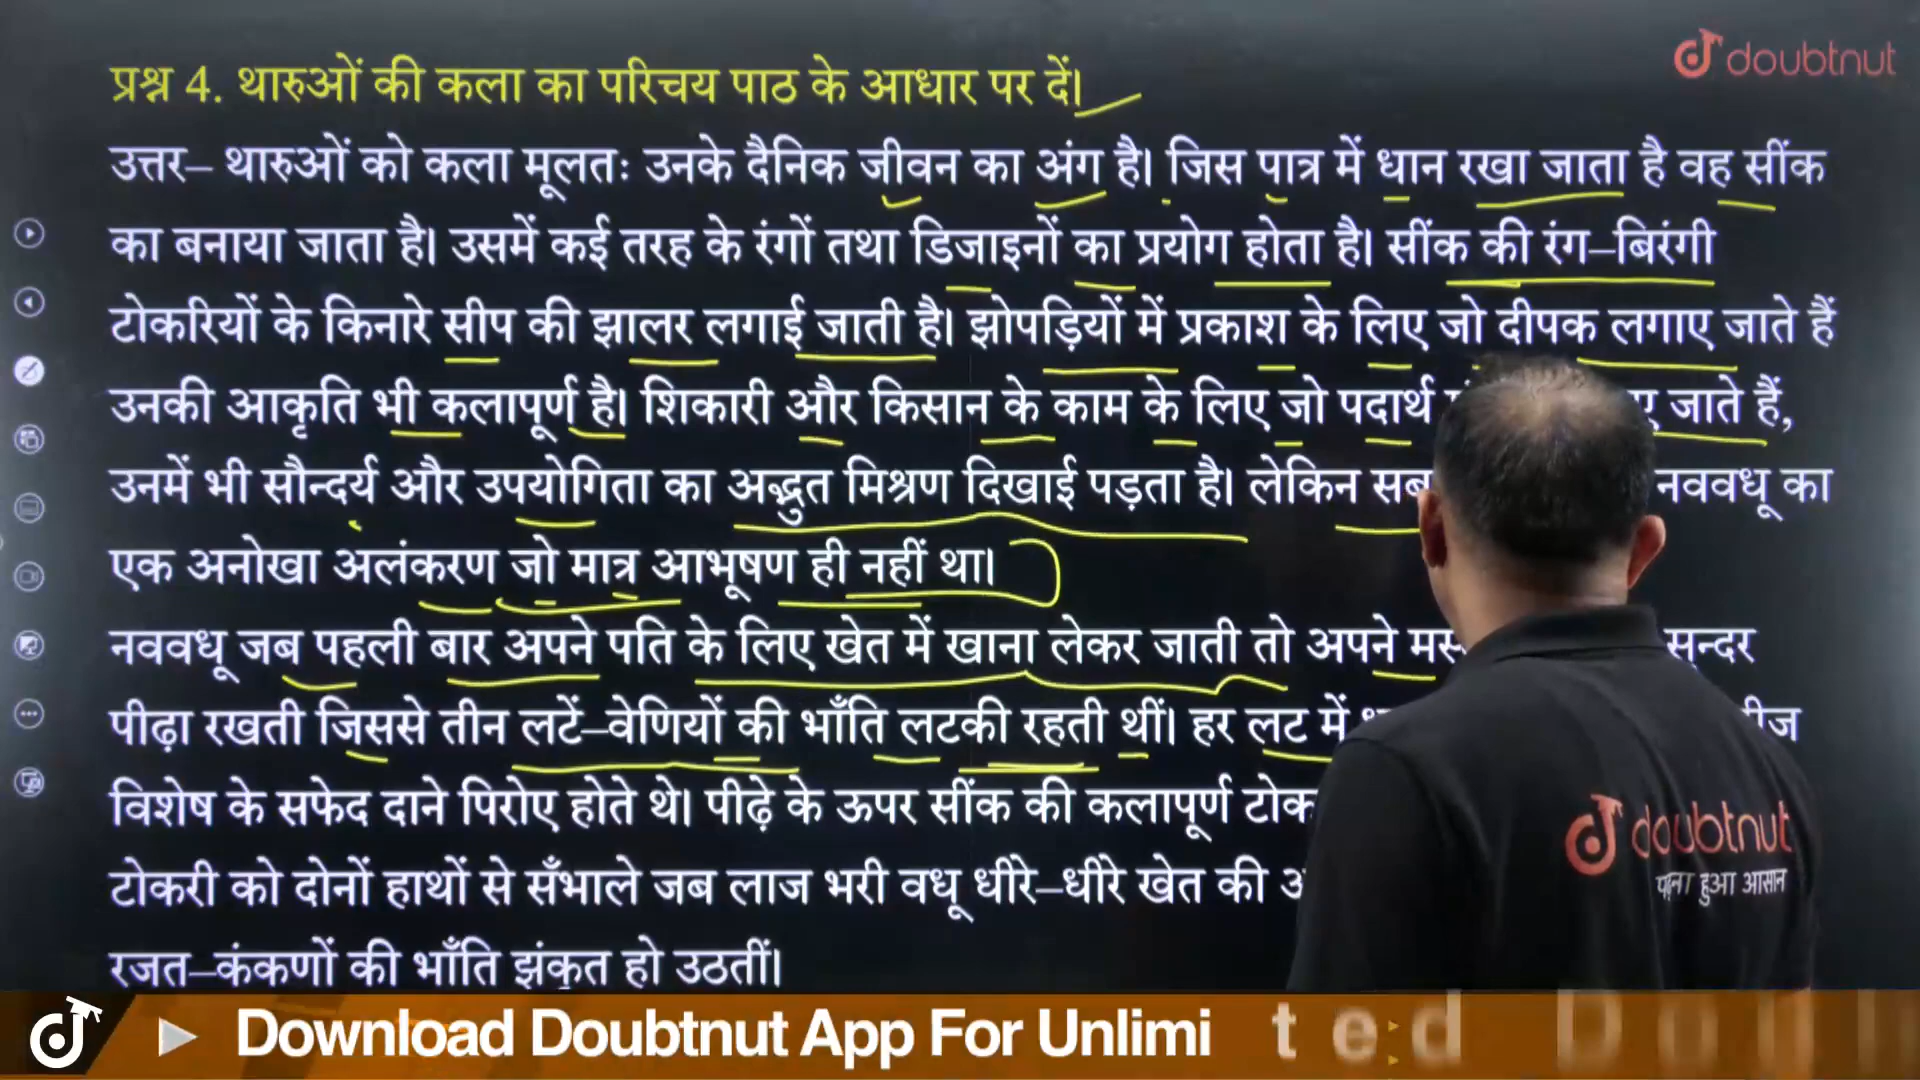 doubtnut
प्रश्न 4. थारुओं की कला का परिचय पाठ के आधार पर दें।
उत्तर– थारुओं को कला मूलतः उनके दैनिक जीवन का अंग है। जिस पात्र में धान रखा जाता है वह सींक
का बनाया जाता है। उसमें कई तरह के रंगों तथा डिजाइनों का प्रयोग होता है। सींक की रंग–बिरंगी
टोकरियों के किनारे सीप की झालर लगाई जाती है। झोपड़ियों में प्रकाश के लिए जो दीपक लगाए जाते हैं
उनकी आकृति भी कलापूर्ण है। शिकारी और किसान के काम के लिए जो पदार्थ जाते हैं,
उनमें भी सौन्दर्य और उपयोगिता का अद्भुत मिश्रण दिखाई पड़ता है। लेकिन नववधू का
एक अनोखा अलंकरण जो मात्र आभूषण ही नहीं था।
नववधू जब पहली बार अपने पति के लिए खेत में खाना लेकर जाती तो अपने सुन्दर
पीढ़ा रखती जिससे तीन लटें–वेणियों की भाँति लटकी रहती थीं। हर लट में
विशेष के सफेद दाने पिरोए होते थे। पीढ़े के ऊपर सींक की कलापूर्ण
टोकरी को दोनों हाथों से सँभाले जब लाज भरी वधू धीरे–धीरे खेत की
रजत–कंकणों की भाँति झंकृत हो उठतीं।
doubtnut
पढ़ना हुआ आसान
Download Doubtnut App For Unlimited